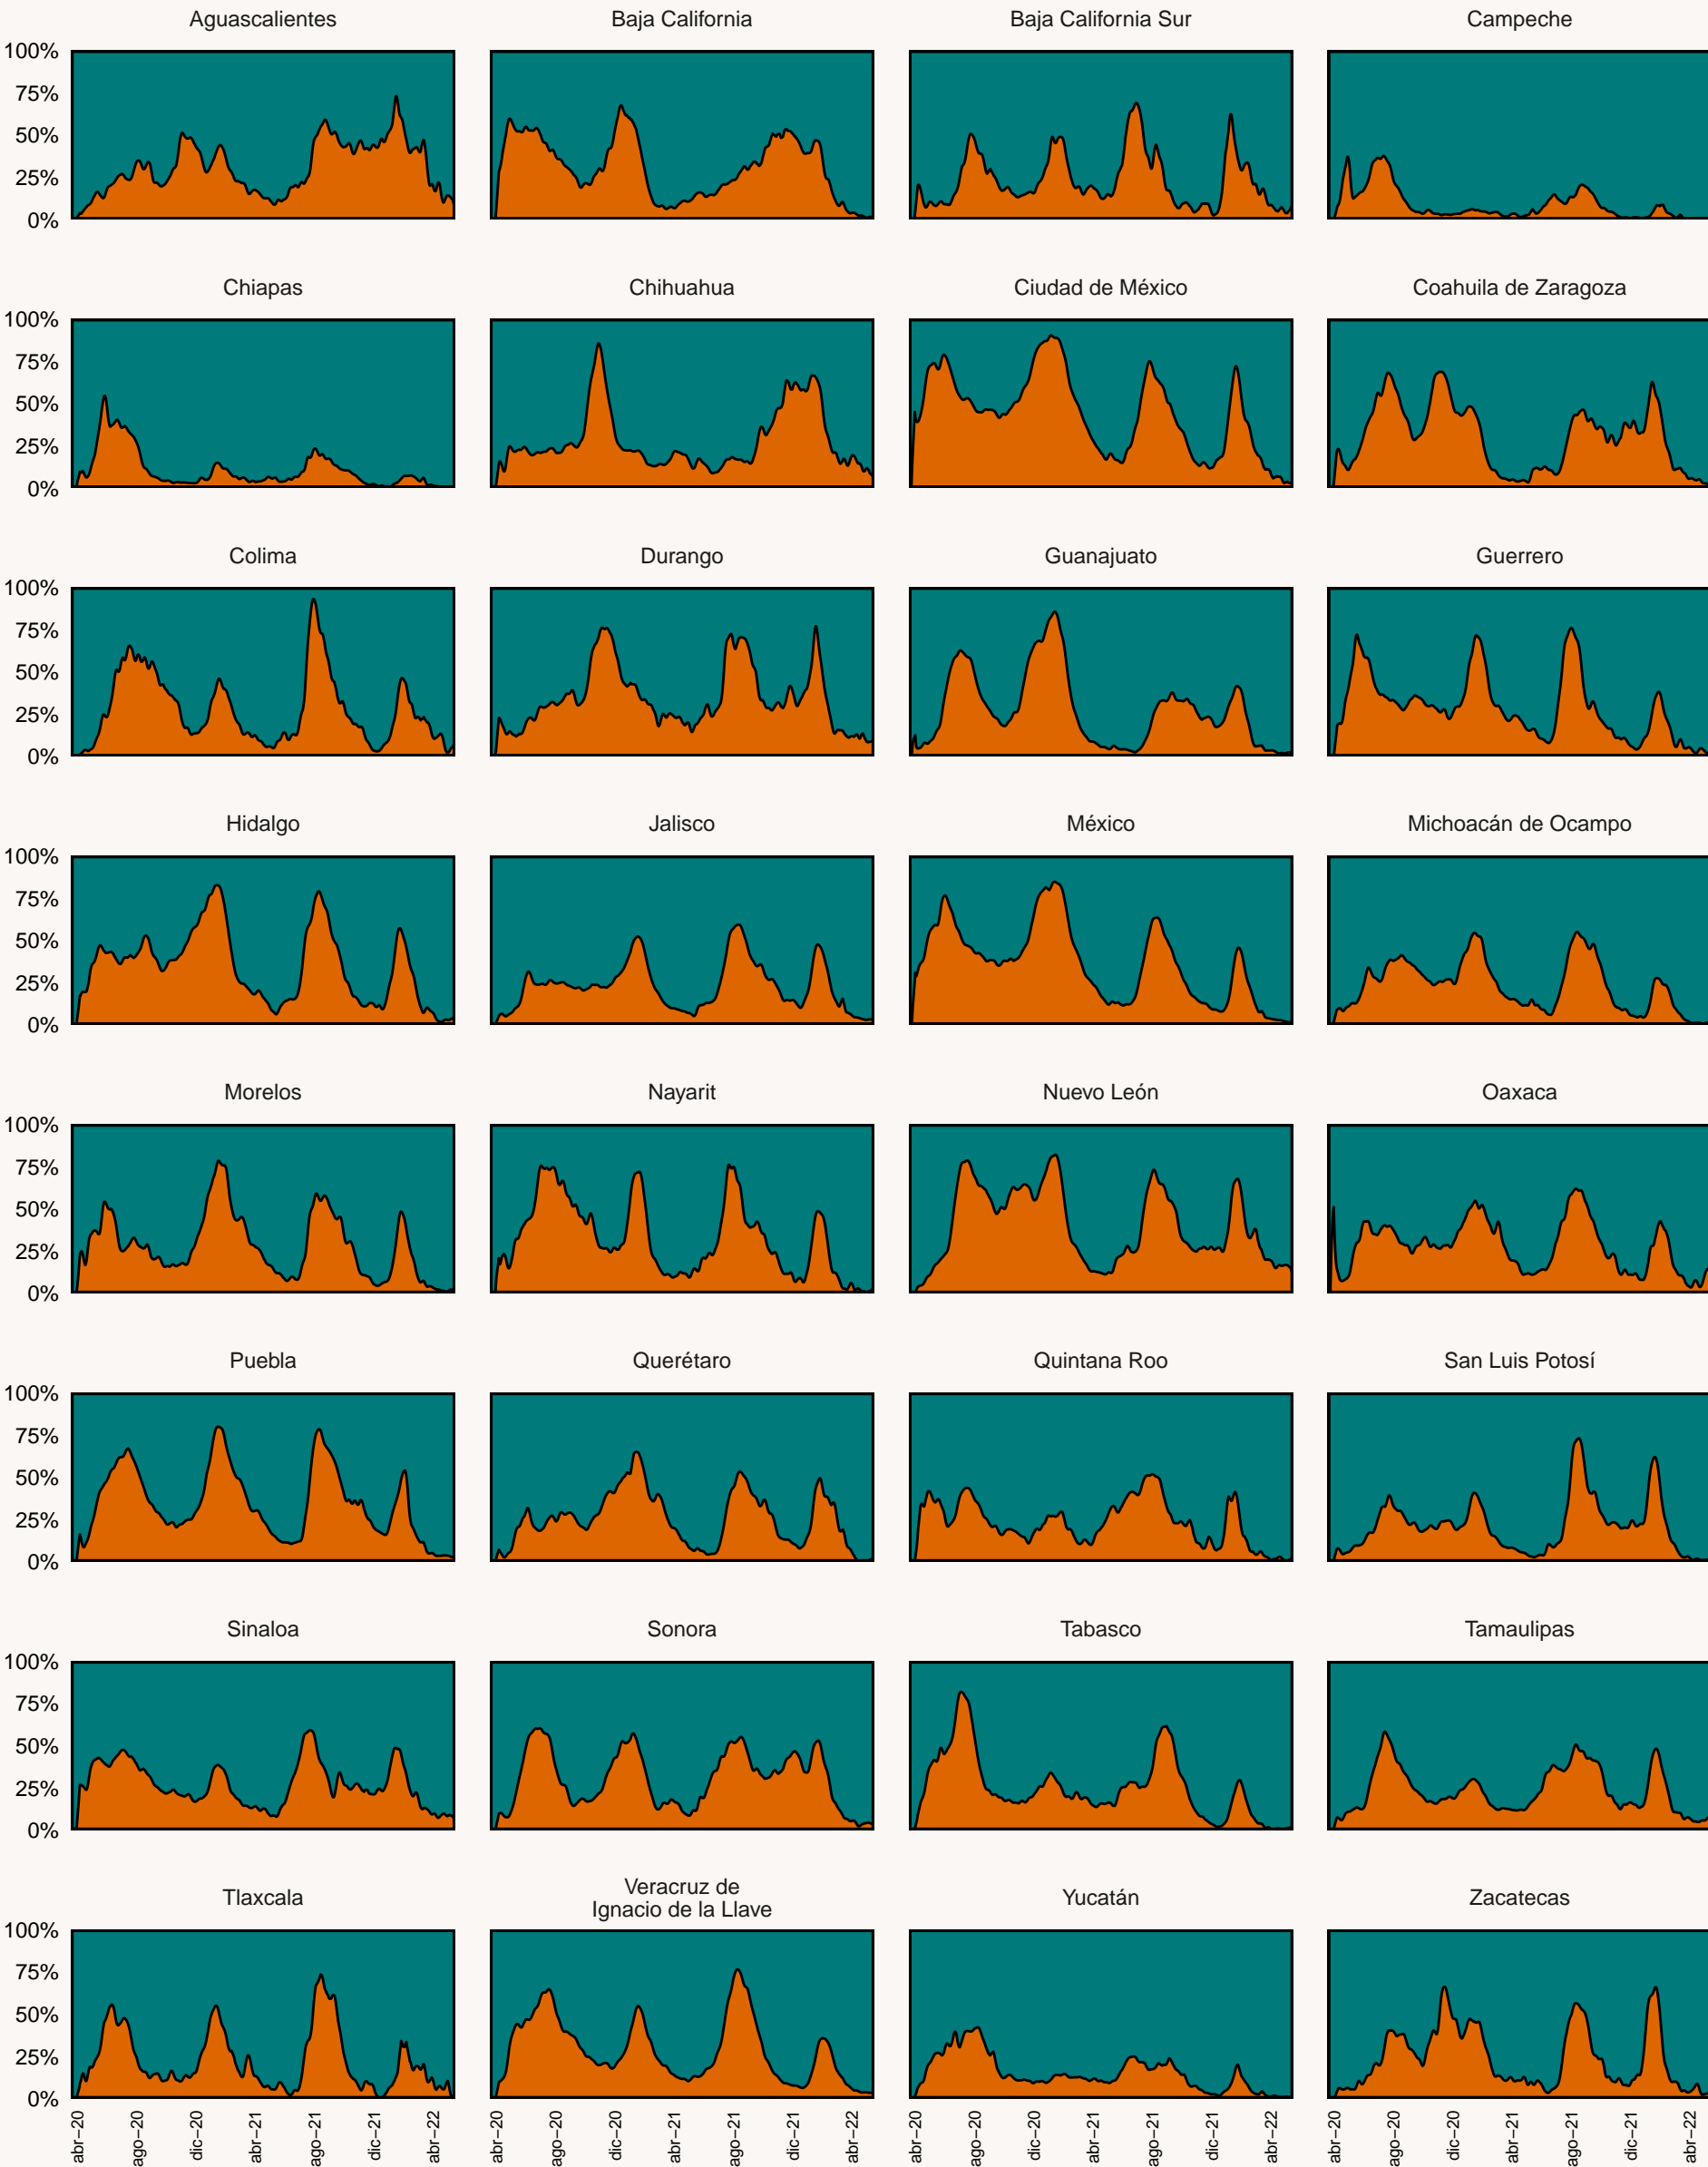 Aguascalientes
Baja California
Baja California Sur
Campeche
100%
75%
50%
25%
0%
Chiapas
Chihuahua
Ciudad de México
Coahuila de Zaragoza
100%
75%
50%
25%
0%
Colima
Durango
Guanajuato
Guerrero
100%
75%
50%
25%
0%
Hidalgo
Jalisco
México
Michoacán de Ocampo
100%
75%
50%
25%
0%
Morelos
Nayarit
Nuevo León
Oaxaca
100%
75%
50%
25%
0%
Puebla
Querétaro
Quintana Roo
San Luis Potosí
100%
75%
50%
25%
0%
Sinaloa
Sonora
Tabasco
Tamaulipas
100%
75%
50%
25%
0%
Tlaxcala
Veracruz de
Ignacio de la Llave
Yucatán
Zacatecas
100%
75%
50%
25%
0%
abr−20
ago−20
dic−20
abr−21
ago−21
dic−21
abr−22
abr−20
ago−20
dic−20
abr−21
ago−21
dic−21
abr−22
abr−20
ago−20
dic−20
abr−21
ago−21
dic−21
abr−22
abr−20
ago−20
dic−20
abr−21
ago−21
dic−21
abr−22